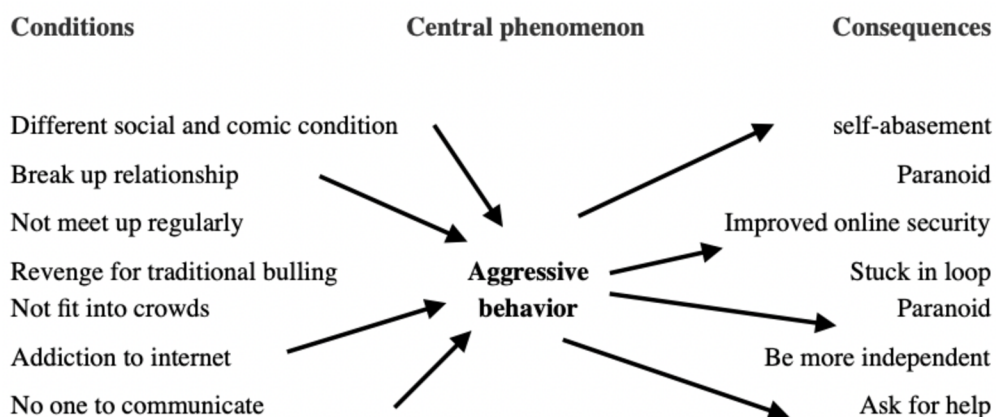 Conditions Central phenomenon Consequences
Different social and comic condition self-abasement
Break up relationship Paranoid
Not meet up regularly Improved online security
Revenge for traditional bulling Aggressive Stuck in loop
Not fit into crowds behavior Paranoid
Addiction to internet Be more independent
No one to communicate Ask for help